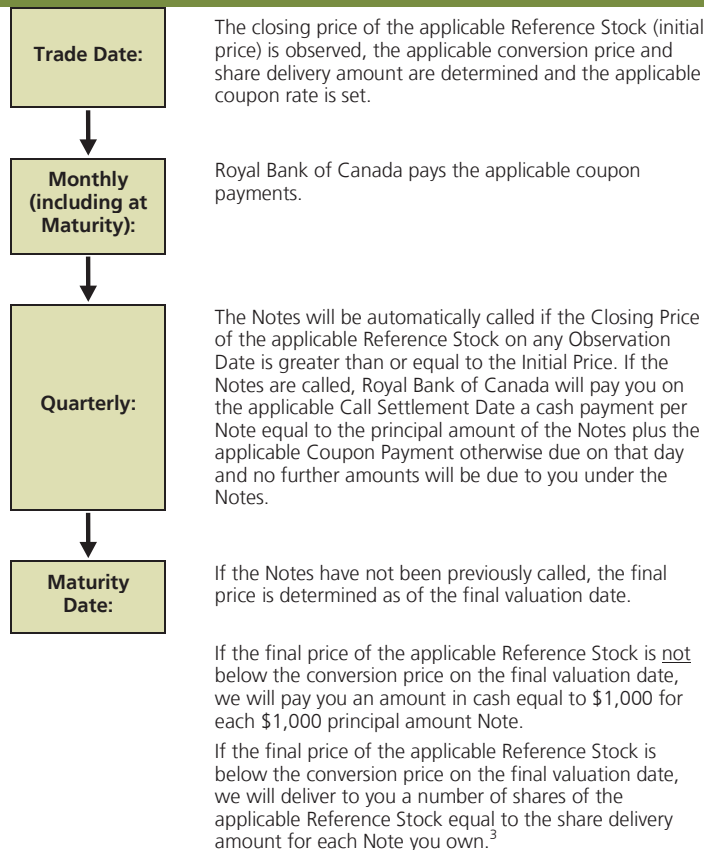 Trade Date:
The closing price of the applicable Reference Stock (initial
price) is observed, the applicable conversion price and
share delivery amount are determined and the applicable
coupon rate is set.
Monthly
(including at
Maturity):
Royal Bank of Canada pays the applicable coupon
payments.
Quarterly:
The Notes will be automatically called if the Closing Price
of the applicable Reference Stock on any Observation
Date is greater than or equal to the Initial Price. If the
Notes are called, Royal Bank of Canada will pay you on
the applicable Call Settlement Date a cash payment per
Note equal to the principal amount of the Notes plus the
applicable Coupon Payment otherwise due on that day
and no further amounts will be due to you under the
Notes.
Maturity
Date:
If the Notes have not been previously called, the final
price is determined as of the final valuation date.
If the final price of the applicable Reference Stock is not
below the conversion price on the final valuation date,
we will pay you an amount in cash equal to $1,000 for
each $1,000 principal amount Note.
If the final price of the applicable Reference Stock is
below the conversion price on the final valuation date,
we will deliver to you a number of shares of the
applicable Reference Stock equal to the share delivery
amount for each Note you own.³